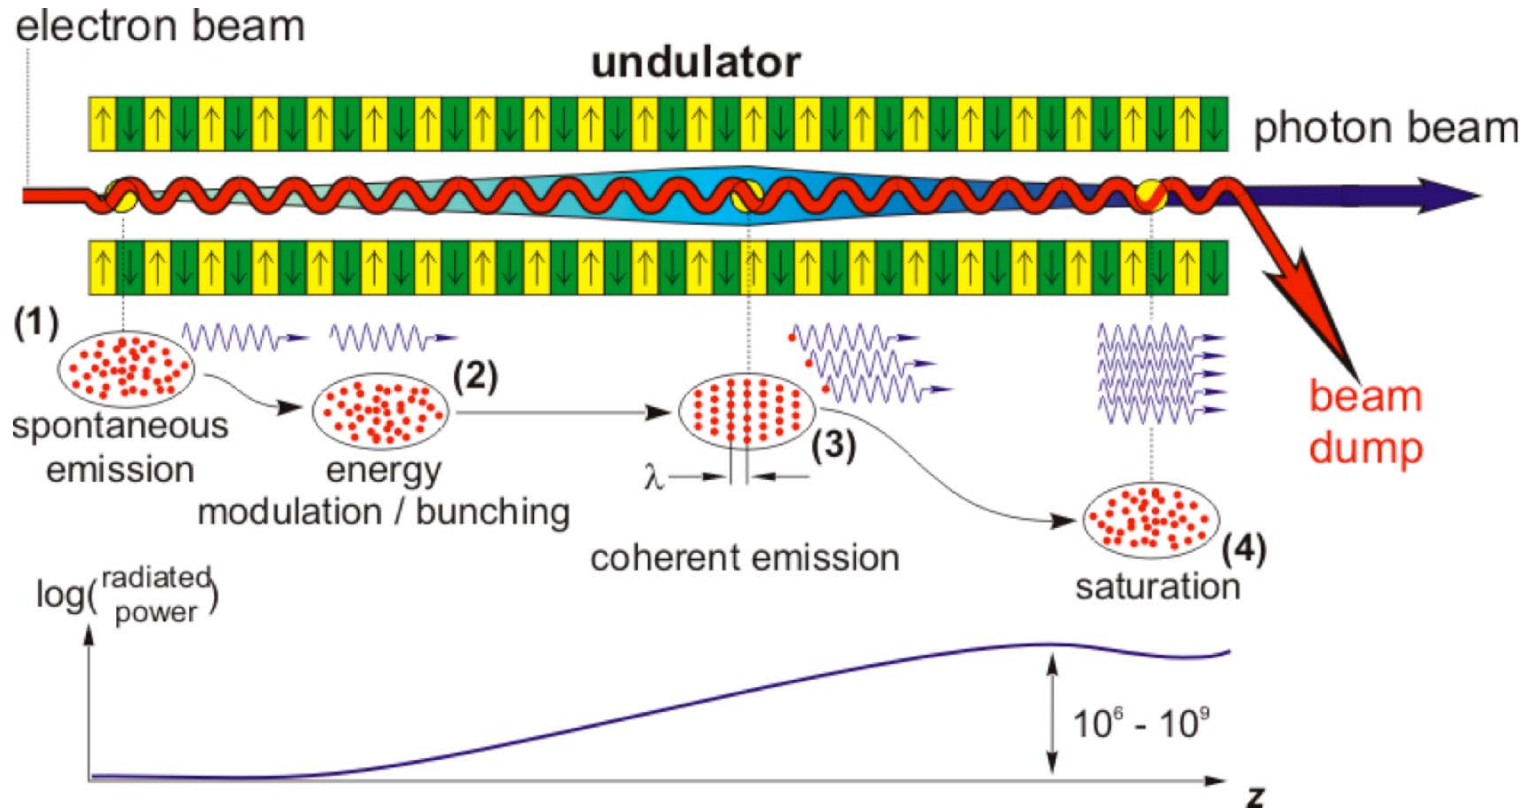 electron beam
undulator
photon beam
(1)
spontaneous
emission
(2)
energy
modulation / bunching
(3)
λ
coherent emission
beam
dump
(4)
saturation
log(radiated power)
10⁶ - 10⁹
z